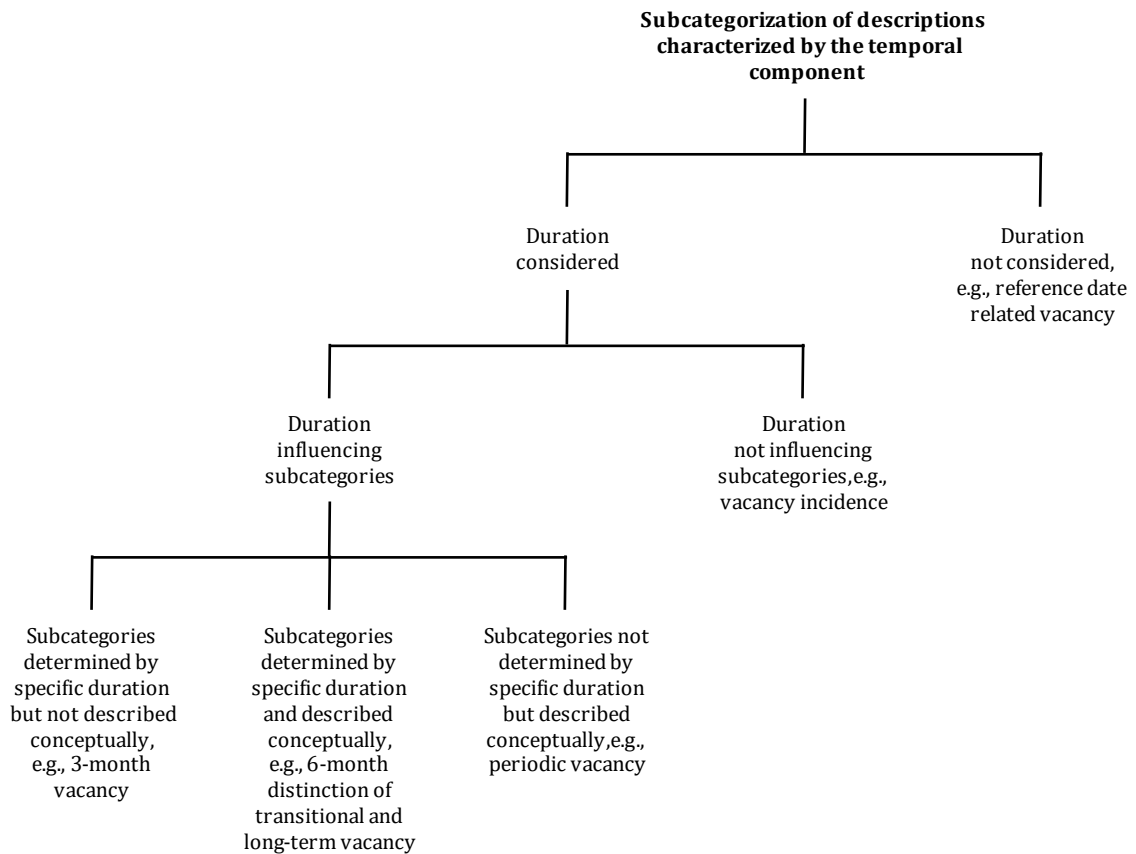 Subcategorization of descriptions
characterized by the temporal
component
Duration
considered
Duration
not considered,
e.g., reference date
related vacancy
Duration
influencing
subcategories
Duration
not influencing
subcategories,e.g.,
vacancy incidence
Subcategories
determined by
specific duration
but not described
conceptually,
e.g., 3-month
vacancy
Subcategories
determined by
specific duration
and described
conceptually,
e.g., 6-month
distinction of
transitional and
long-term vacancy
Subcategories not
determined by
specific duration
but described
conceptually,e.g.,
periodic vacancy